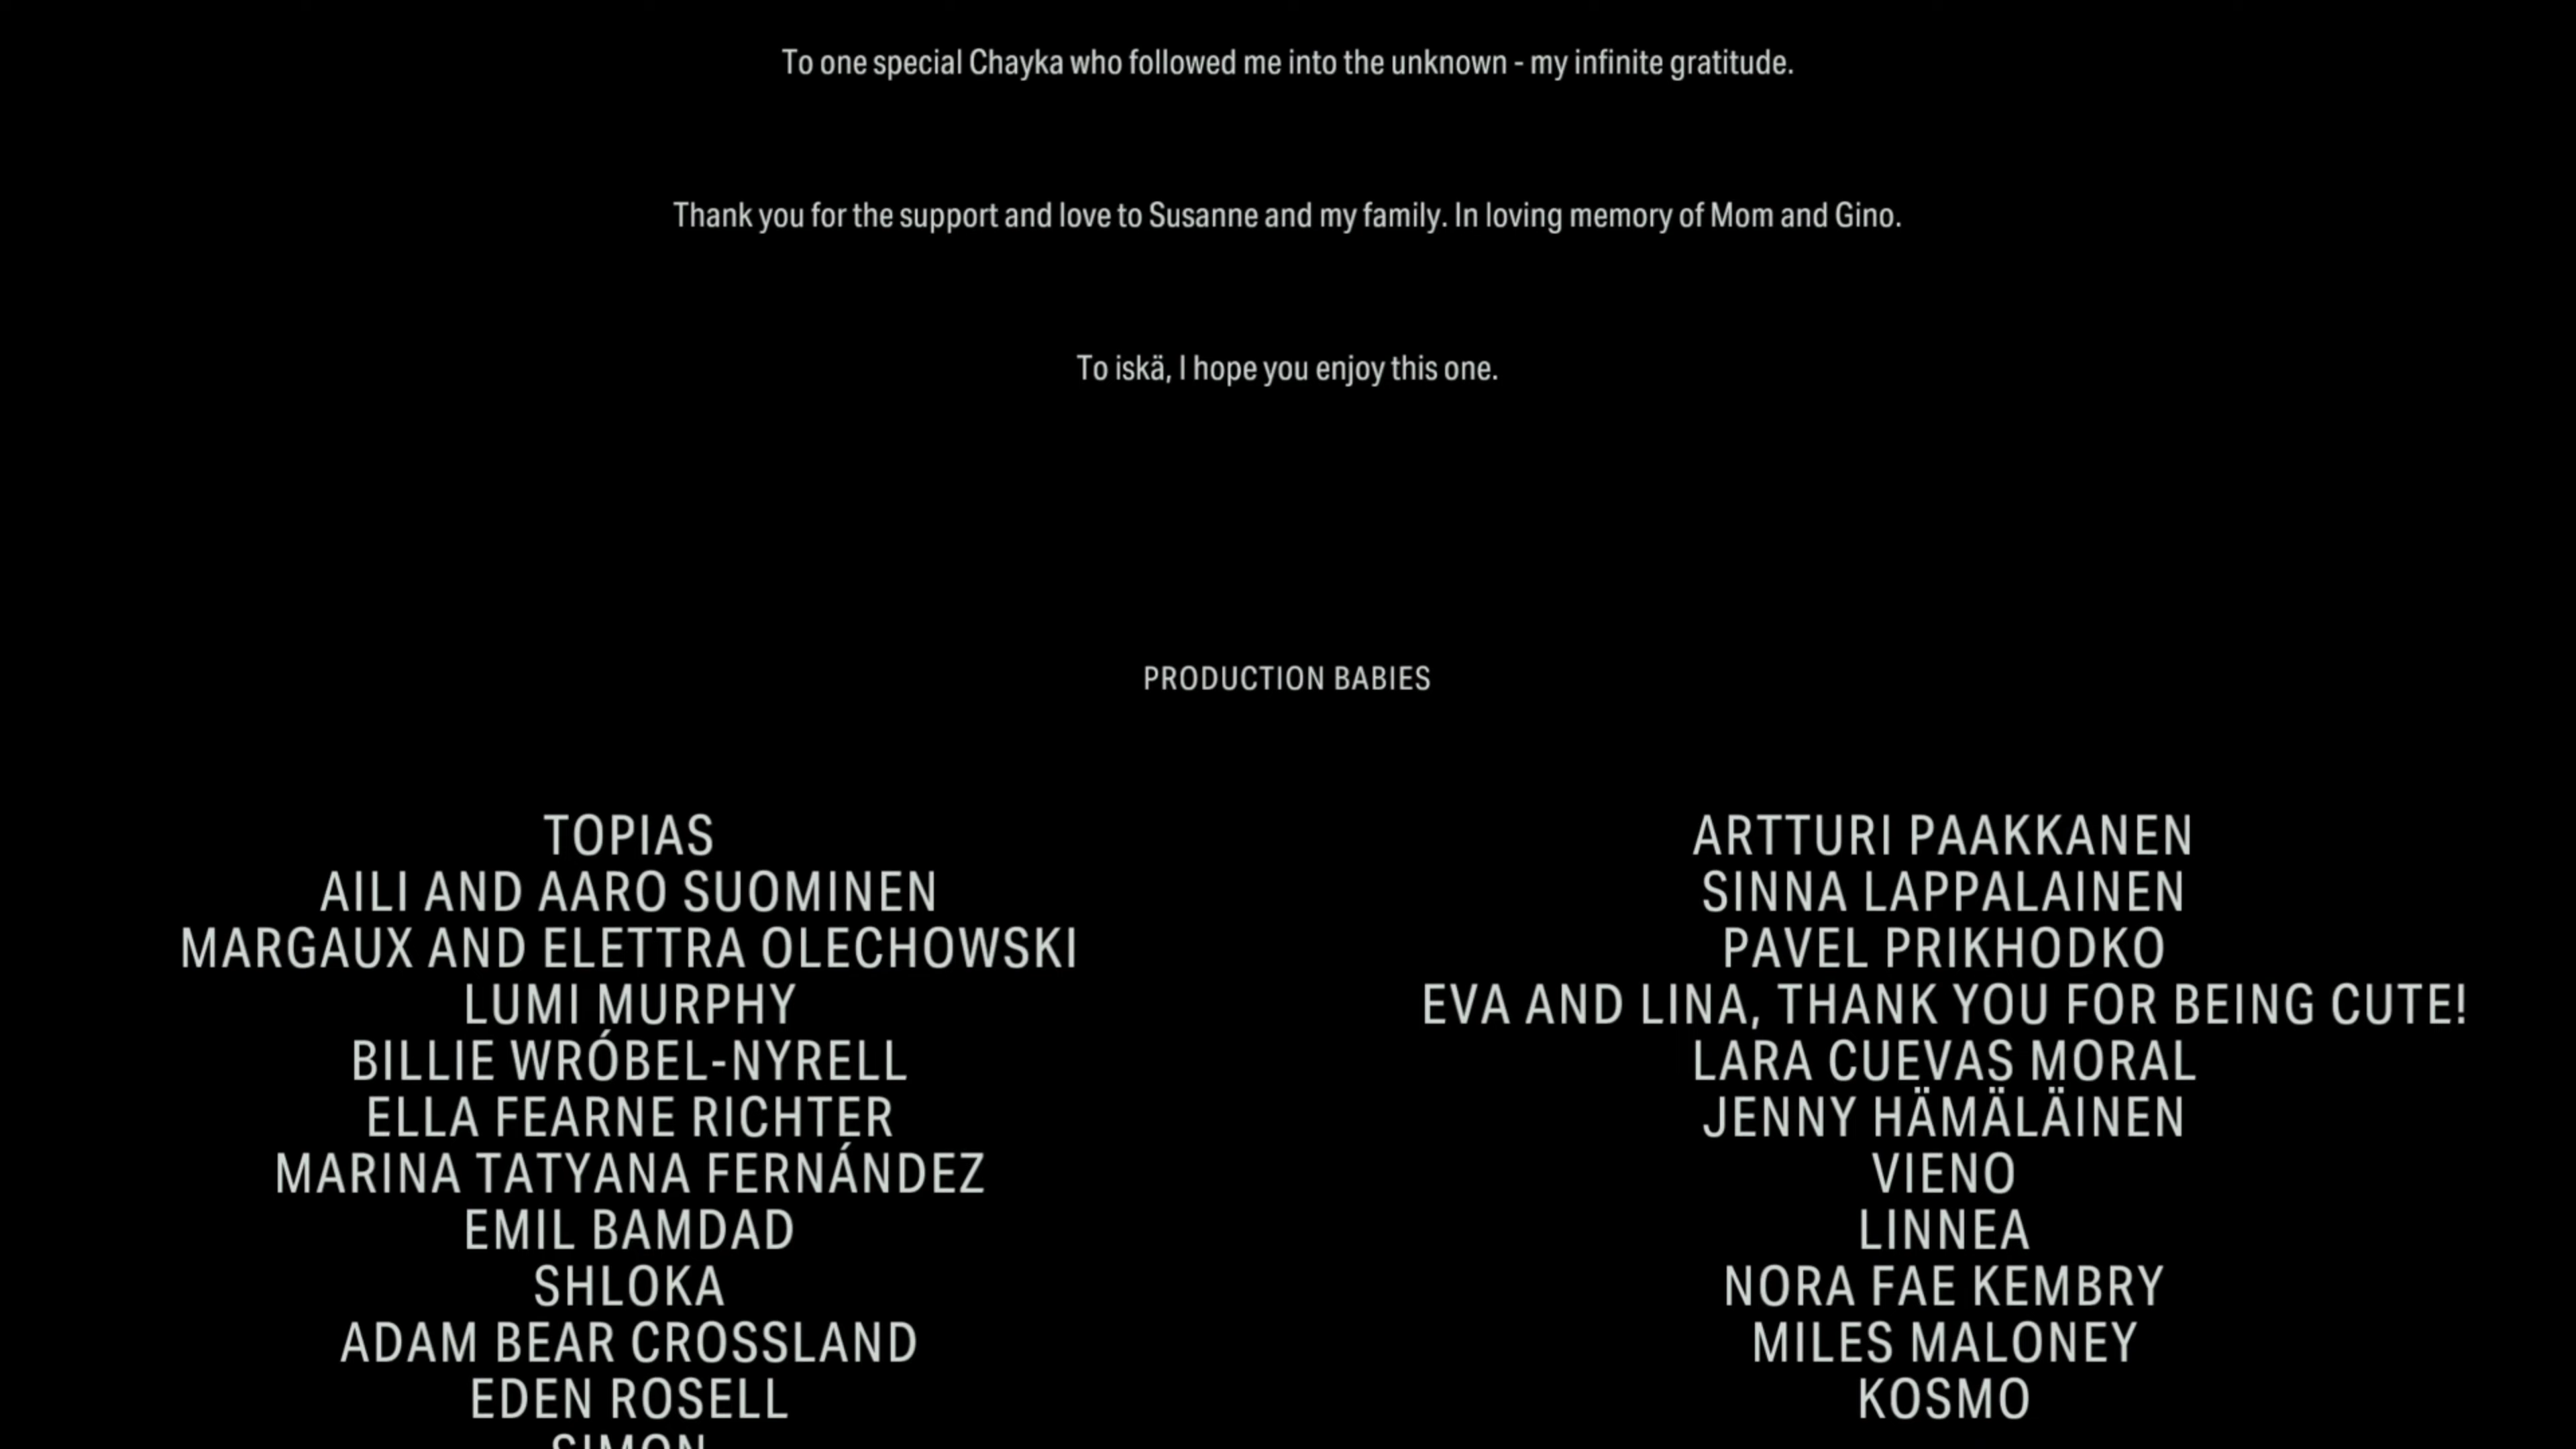 To one special Chayka who followed me into the unknown - my infinite gratitude.
Thank you for the support and love to Susanne and my family. In loving memory of Mom and Gino.
To iskä, I hope you enjoy this one.
PRODUCTION BABIES
TOPIAS
AILI AND AARO SUOMINEN
MARGAUX AND ELETTRA OLECHOWSKI
LUMI MURPHY
BILLIE WRÓBEL-NYRELL
ELLA FEARNE RICHTER
MARINA TATYANA FERNÁNDEZ
EMIL BAMDAD
SHLOKA
ADAM BEAR CROSSLAND
EDEN ROSELL
SIMON
ARTTURI PAAKKANEN
SINNA LAPPALAINEN
PAVEL PRIKHODKO
EVA AND LINA, THANK YOU FOR BEING CUTE!
LARA CUEVAS MORAL
JENNY HÄMÄLÄINEN
VIENO
LINNEA
NORA FAE KEMBRY
MILES MALONEY
KOSMO